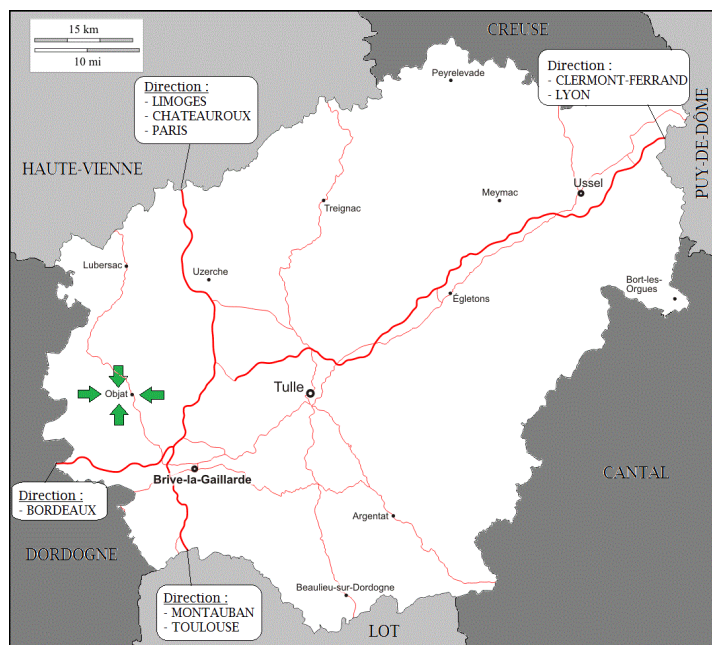 15 km
10 mi
CREUSE
Direction :
- LIMOGES
- CHATEAUROUX
- PARIS
Direction :
- CLERMONT-FERRAND
- LYON
Peyrelevade
HAUTE-VIENNE
PUY-DE-DÔME
Ussel
Meymac
Treignac
Lubersac
Uzerche
Bort-les-
Orgues
Égletons
Objat
Tulle
Brive-la-Gaillarde
CANTAL
Direction :
- BORDEAUX
Argentat
DORDOGNE
Beaulieu-sur-Dordogne
Direction :
- MONTAUBAN
- TOULOUSE
LOT